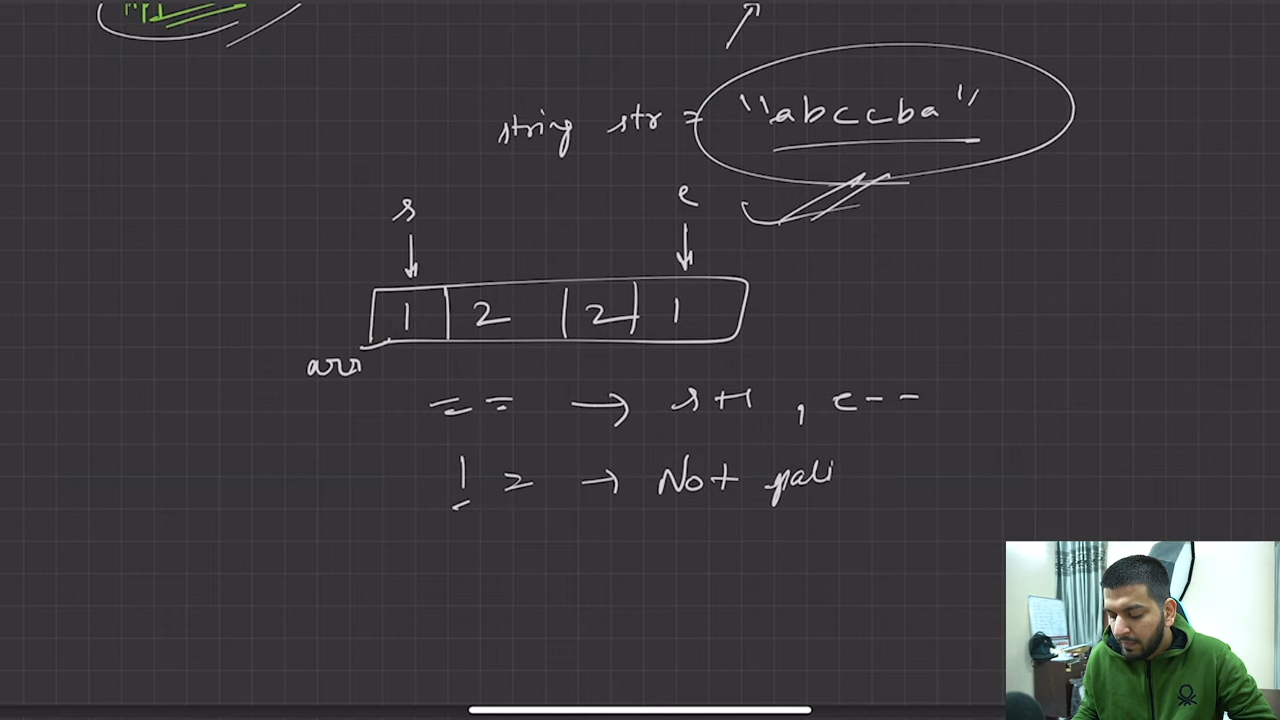 string str = "abccba"
s e
1 2 2 1
arr
== → s++ , e--
!= → Not pali